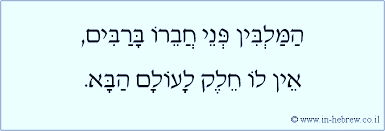 הַמַּלְבִּין פְּנֵי חֲבֵרוֹ בָּרַבִּים,
אֵין לוֹ חֵלֶק לָעוֹלָם הַבָּא.
© www.in-hebrew.co.il